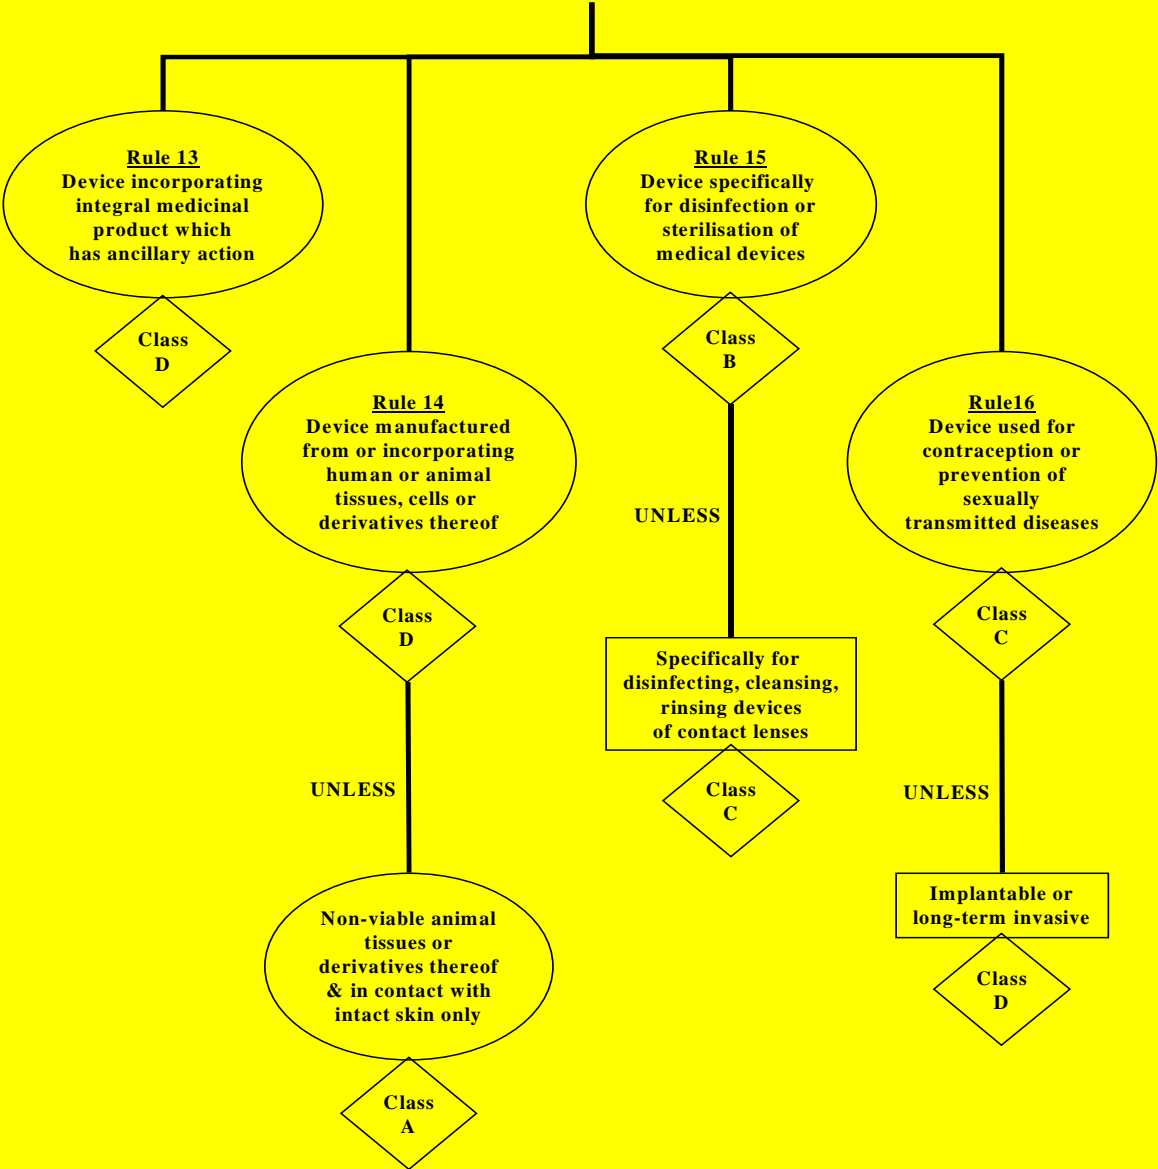 Rule 13
Device incorporating
integral medicinal
product which
has ancillary action
Class
D
Rule 14
Device manufactured
from or incorporating
human or animal
tissues, cells or
derivatives thereof
Class
D
UNLESS
Non-viable animal
tissues or
derivatives thereof
& in contact with
intact skin only
Class
A
Rule 15
Device specifically
for disinfection or
sterilisation of
medical devices
Class
B
UNLESS
Specifically for
disinfecting, cleansing,
rinsing devices
of contact lenses
Class
C
Rule16
Device used for
contraception or
prevention of
sexually
transmitted diseases
Class
C
UNLESS
Implantable or
long-term invasive
Class
D